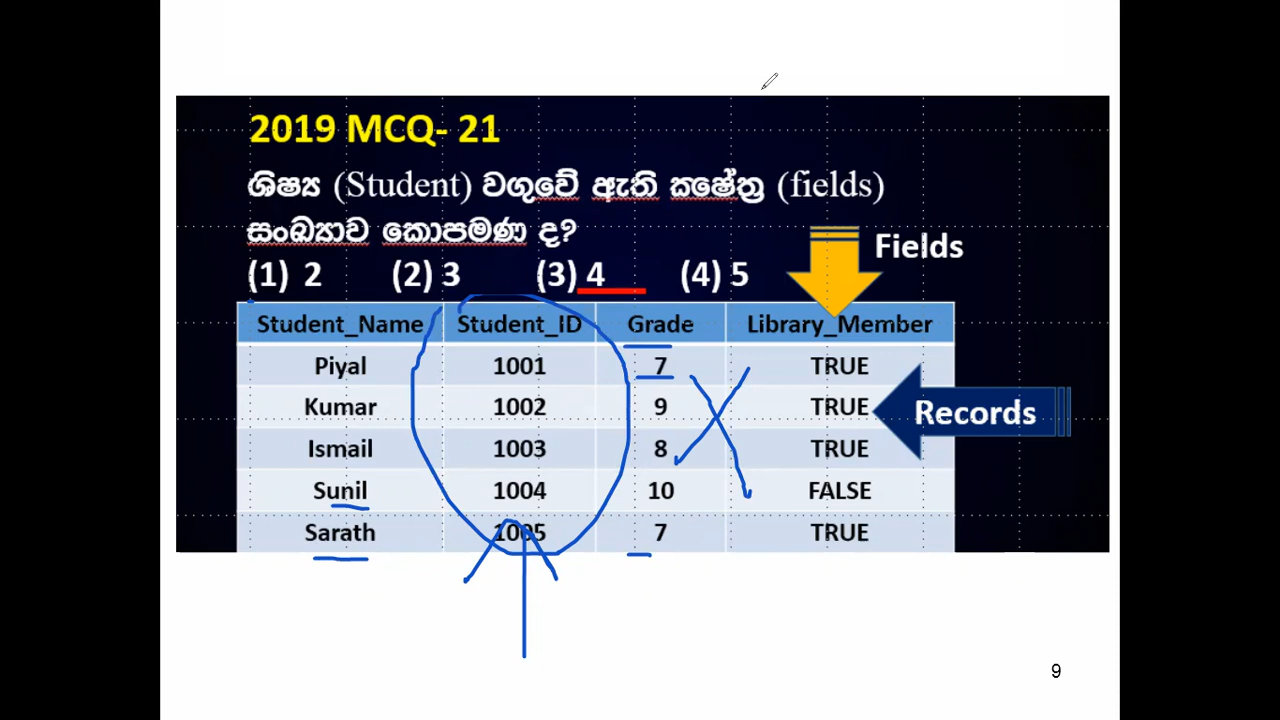 2019 MCQ- 21
ශිෂ්‍ය (Student) වගුවේ ඇති ක්‍ෂේත්‍ර (fields)
සංඛ්‍යාව කොපමණ ද?
(1) 2 (2) 3 (3) 4 (4) 5
Fields
Student_Name Student_ID Grade Library_Member
Piyal 1001 7 TRUE
Kumar 1002 9 TRUE
Records
Ismail 1003 8 TRUE
Sunil 1004 10 FALSE
Sarath 1005 7 TRUE
9